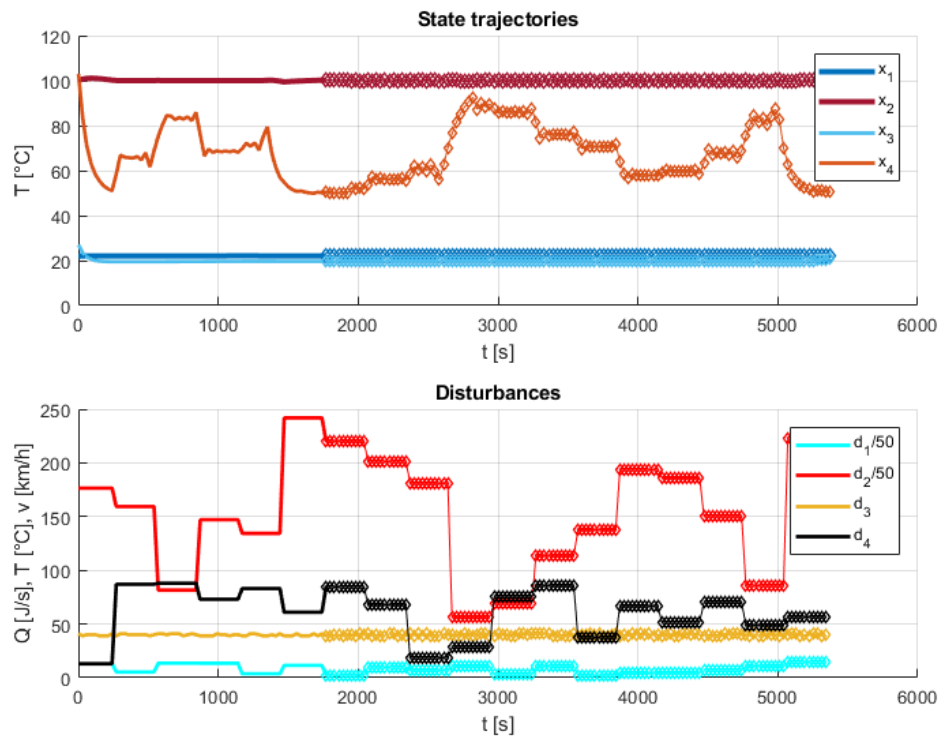 State trajectories
120
100
80
60
40
20
0
T [°C]
0 1000 2000 3000 4000 5000 6000
t [s]
x₁
x₂
x₃
x₄
Disturbances
250
200
150
100
50
0
Q [J/s], T [°C], v [km/h]
0 1000 2000 3000 4000 5000 6000
t [s]
d₁/50
d₂/50
d₃
d₄